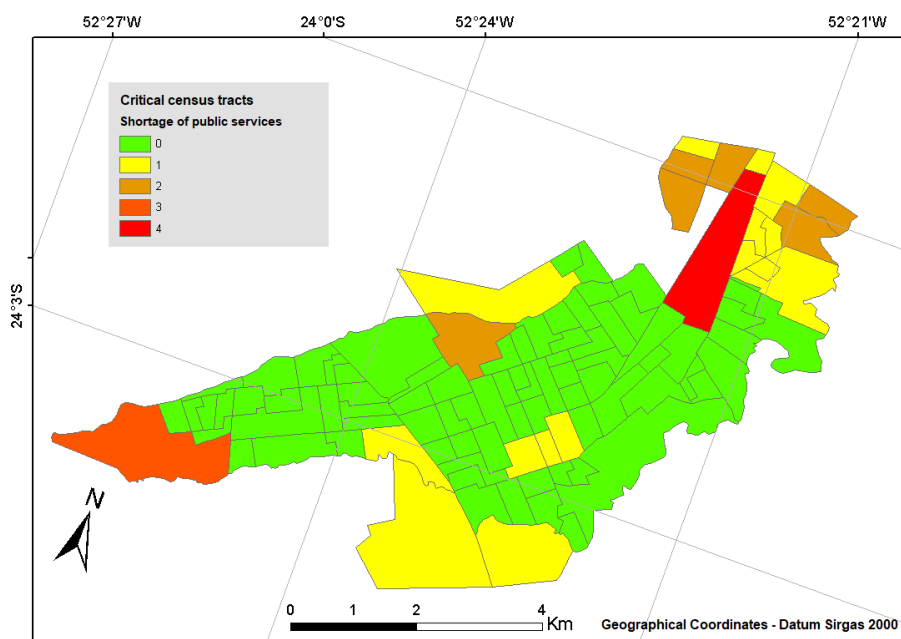 52°27'W 24°0'S 52°24'W 52°21'W
Critical census tracts
Shortage of public services
0
1
2
3
4
24°3'S
N
0 1 2 4
Km
Geographical Coordinates - Datum Sirgas 2000